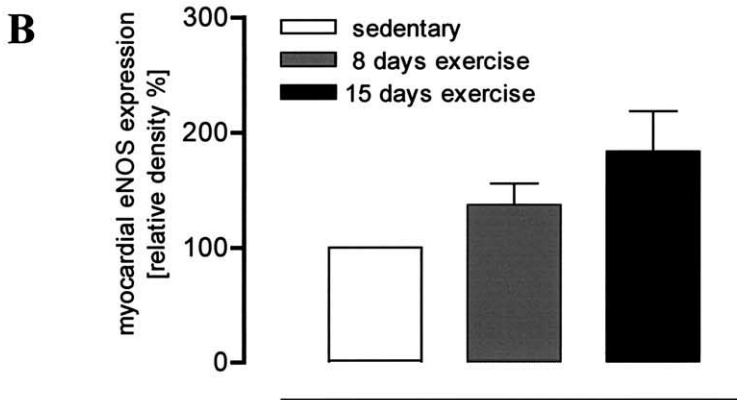 B
300
200
100
0
myocardial eNOS expression
[relative density %]
sedentary
8 days exercise
15 days exercise